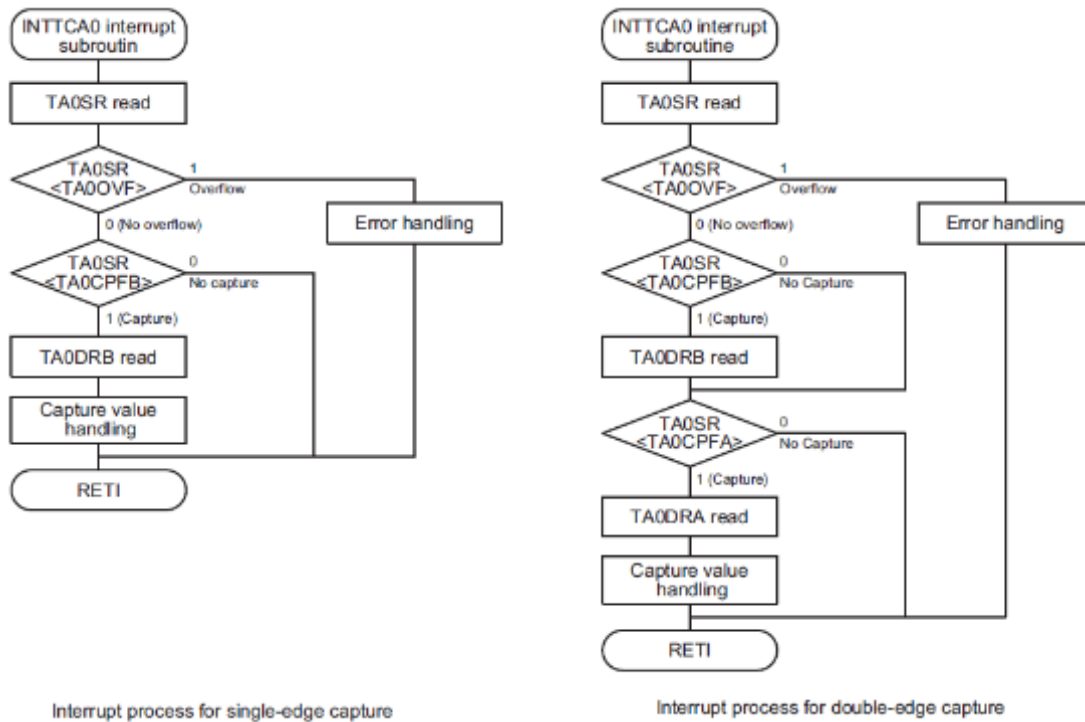 INTTCA0 interrupt
subroutin
TA0SR read
TA0SR
<TA0OVF>
1
Overflow
0 (No overflow)
Error handling
TA0SR
<TA0CPFB>
0
No capture
1 (Capture)
TA0DRB read
Capture value
handling
RETI
Interrupt process for single-edge capture
INTTCA0 interrupt
subroutine
TA0SR read
TA0SR
<TA0OVF>
1
Overflow
0 (No overflow)
Error handling
TA0SR
<TA0CPFB>
0
No Capture
1 (Capture)
TA0DRB read
TA0SR
<TA0CPFA>
0
No Capture
1 (Capture)
TA0DRA read
Capture value
handling
RETI
Interrupt process for double-edge capture